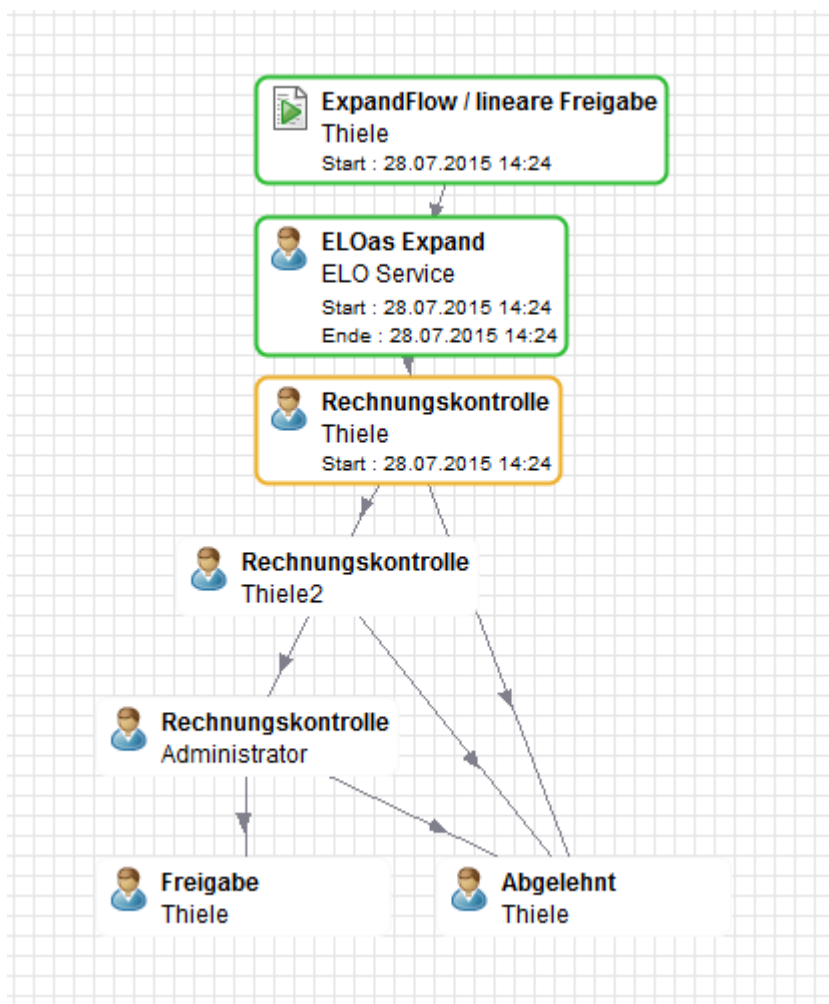 ExpandFlow / lineare Freigabe
Thiele
Start : 28.07.2015 14:24
ELOas Expand
ELO Service
Start : 28.07.2015 14:24
Ende : 28.07.2015 14:24
Rechnungskontrolle
Thiele
Start : 28.07.2015 14:24
Rechnungskontrolle
Thiele2
Rechnungskontrolle
Administrator
Freigabe
Thiele
Abgelehnt
Thiele